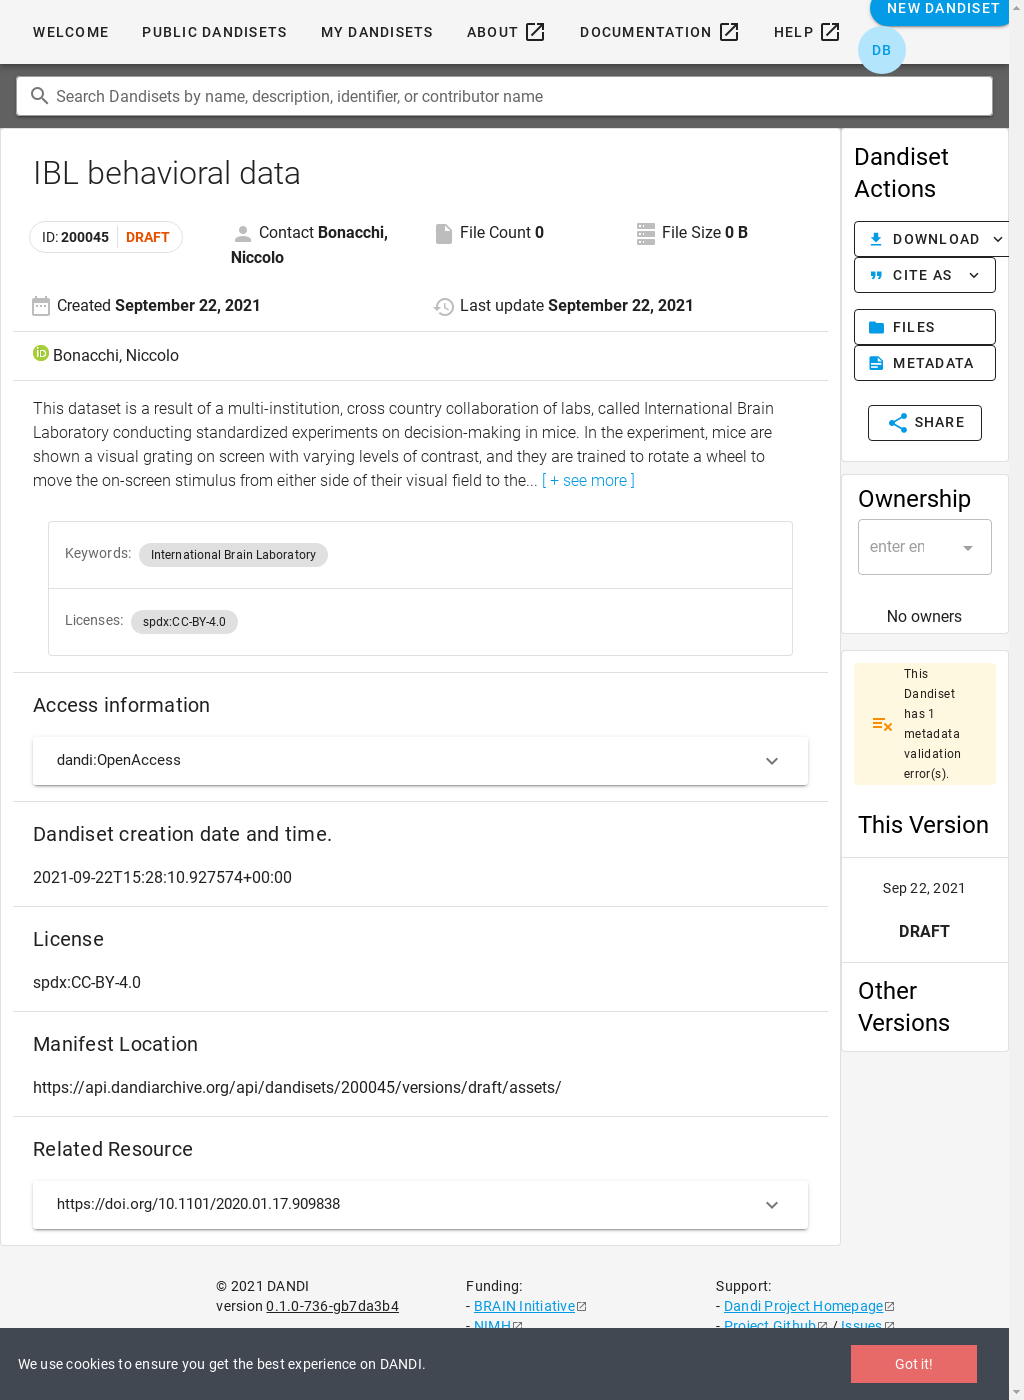 WELCOME
PUBLIC DANDISETS
MY DANDISETS
ABOUT
DOCUMENTATION
HELP
NEW DANDISET
DB
Search Dandisets by name, description, identifier, or contributor name
IBL behavioral data
ID: 200045 DRAFT
Contact Bonacchi,
Niccolo
File Count 0
File Size 0 B
Created September 22, 2021
Last update September 22, 2021
iD Bonacchi, Niccolo
This dataset is a result of a multi-institution, cross country collaboration of labs, called International Brain
Laboratory conducting standardized experiments on decision-making in mice. In the experiment, mice are
shown a visual grating on screen with varying levels of contrast, and they are trained to rotate a wheel to
move the on-screen stimulus from either side of their visual field to the... [ + see more ]
Keywords: International Brain Laboratory
Licenses: spdx:CC-BY-4.0
Access information
dandi:OpenAccess
Dandiset creation date and time.
2021-09-22T15:28:10.927574+00:00
License
spdx:CC-BY-4.0
Manifest Location
https://api.dandiarchive.org/api/dandisets/200045/versions/draft/assets/
Related Resource
https://doi.org/10.1101/2020.01.17.909838
Dandiset
Actions
DOWNLOAD
CITE AS
FILES
METADATA
SHARE
Ownership
enter en
No owners
This
Dandiset
has 1
metadata
validation
error(s).
This Version
Sep 22, 2021
DRAFT
Other
Versions
© 2021 DANDI
version 0.1.0-736-gb7da3b4
Funding:
- BRAIN Initiative
- NIMH
Support:
- Dandi Project Homepage
- Project Github / Issues
We use cookies to ensure you get the best experience on DANDI.
Got it!